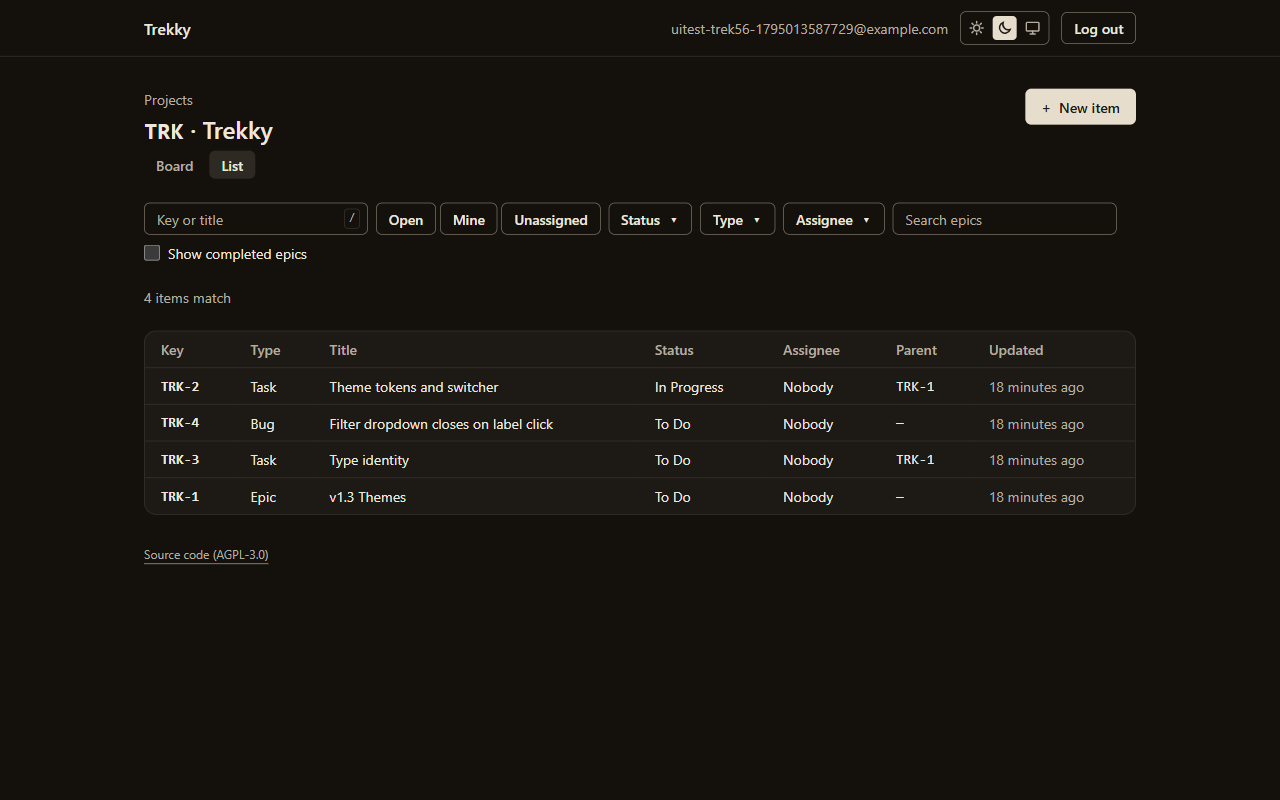 Trekky
uitest-trek56-1795013587729@example.com
Log out
Projects
TRK · Trekky
+ New item
Board List
Key or title /
Open Mine Unassigned Status ▼ Type ▼ Assignee ▼ Search epics
Show completed epics
4 items match
Key Type Title Status Assignee Parent Updated
TRK-2 Task Theme tokens and switcher In Progress Nobody TRK-1 18 minutes ago
TRK-4 Bug Filter dropdown closes on label click To Do Nobody — 18 minutes ago
TRK-3 Task Type identity To Do Nobody TRK-1 18 minutes ago
TRK-1 Epic v1.3 Themes To Do Nobody — 18 minutes ago
Source code (AGPL-3.0)